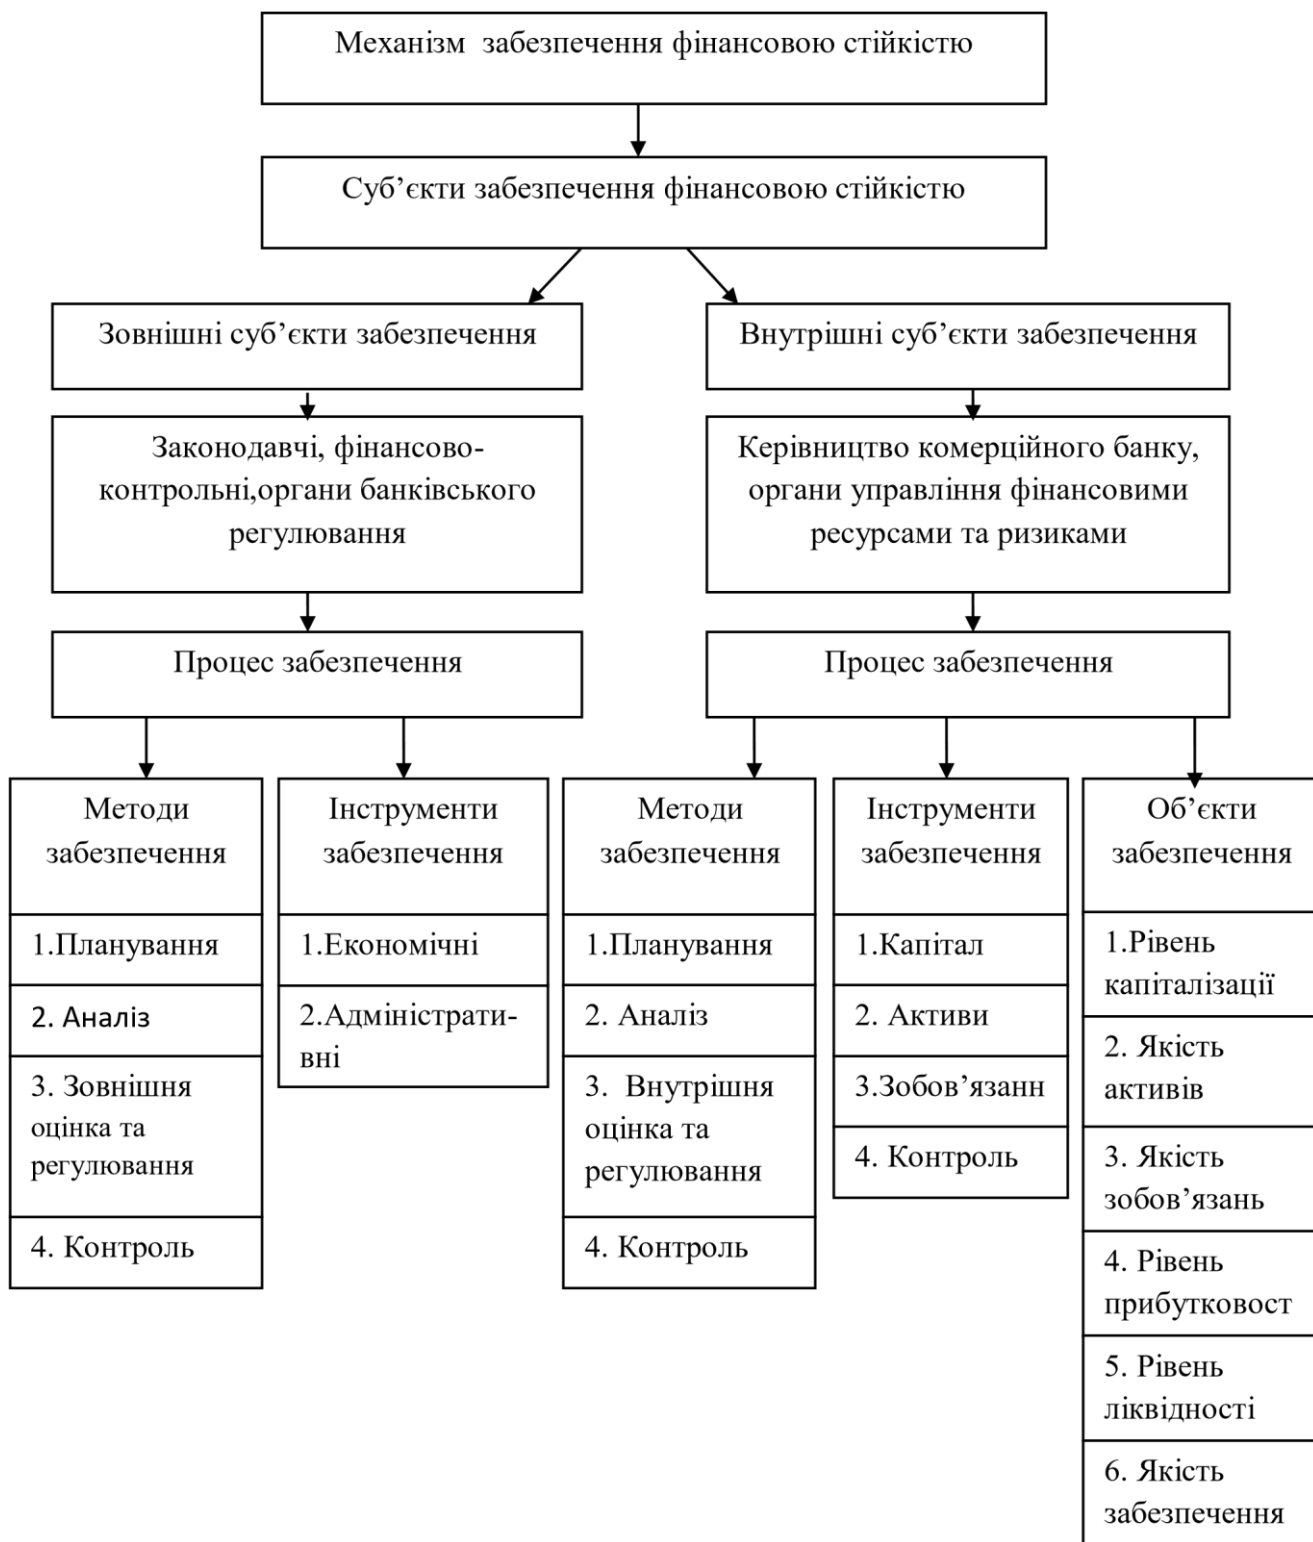 Механізм забезпечення фінансовою стійкістю
Суб’єкти забезпечення фінансовою стійкістю
Зовнішні суб’єкти забезпечення
Внутрішні суб’єкти забезпечення
Законодавчі, фінансово-
контрольні,органи банківського
регулювання
Керівництво комерційного банку,
органи управління фінансовими
ресурсами та ризиками
Процес забезпечення
Процес забезпечення
Методи
забезпечення
1.Планування
2. Аналіз
3. Зовнішня
оцінка та
регулювання
4. Контроль
Інструменти
забезпечення
1.Економічні
2.Адміністрати-
вні
Методи
забезпечення
1.Планування
2. Аналіз
3. Внутрішня
оцінка та
регулювання
4. Контроль
Інструменти
забезпечення
1.Капітал
2. Активи
3.Зобов’язанн
4. Контроль
Об’єкти
забезпечення
1.Рівень
капіталізації
2. Якість
активів
3. Якість
зобов’язань
4. Рівень
прибутковост
5. Рівень
ліквідності
6. Якість
забезпечення